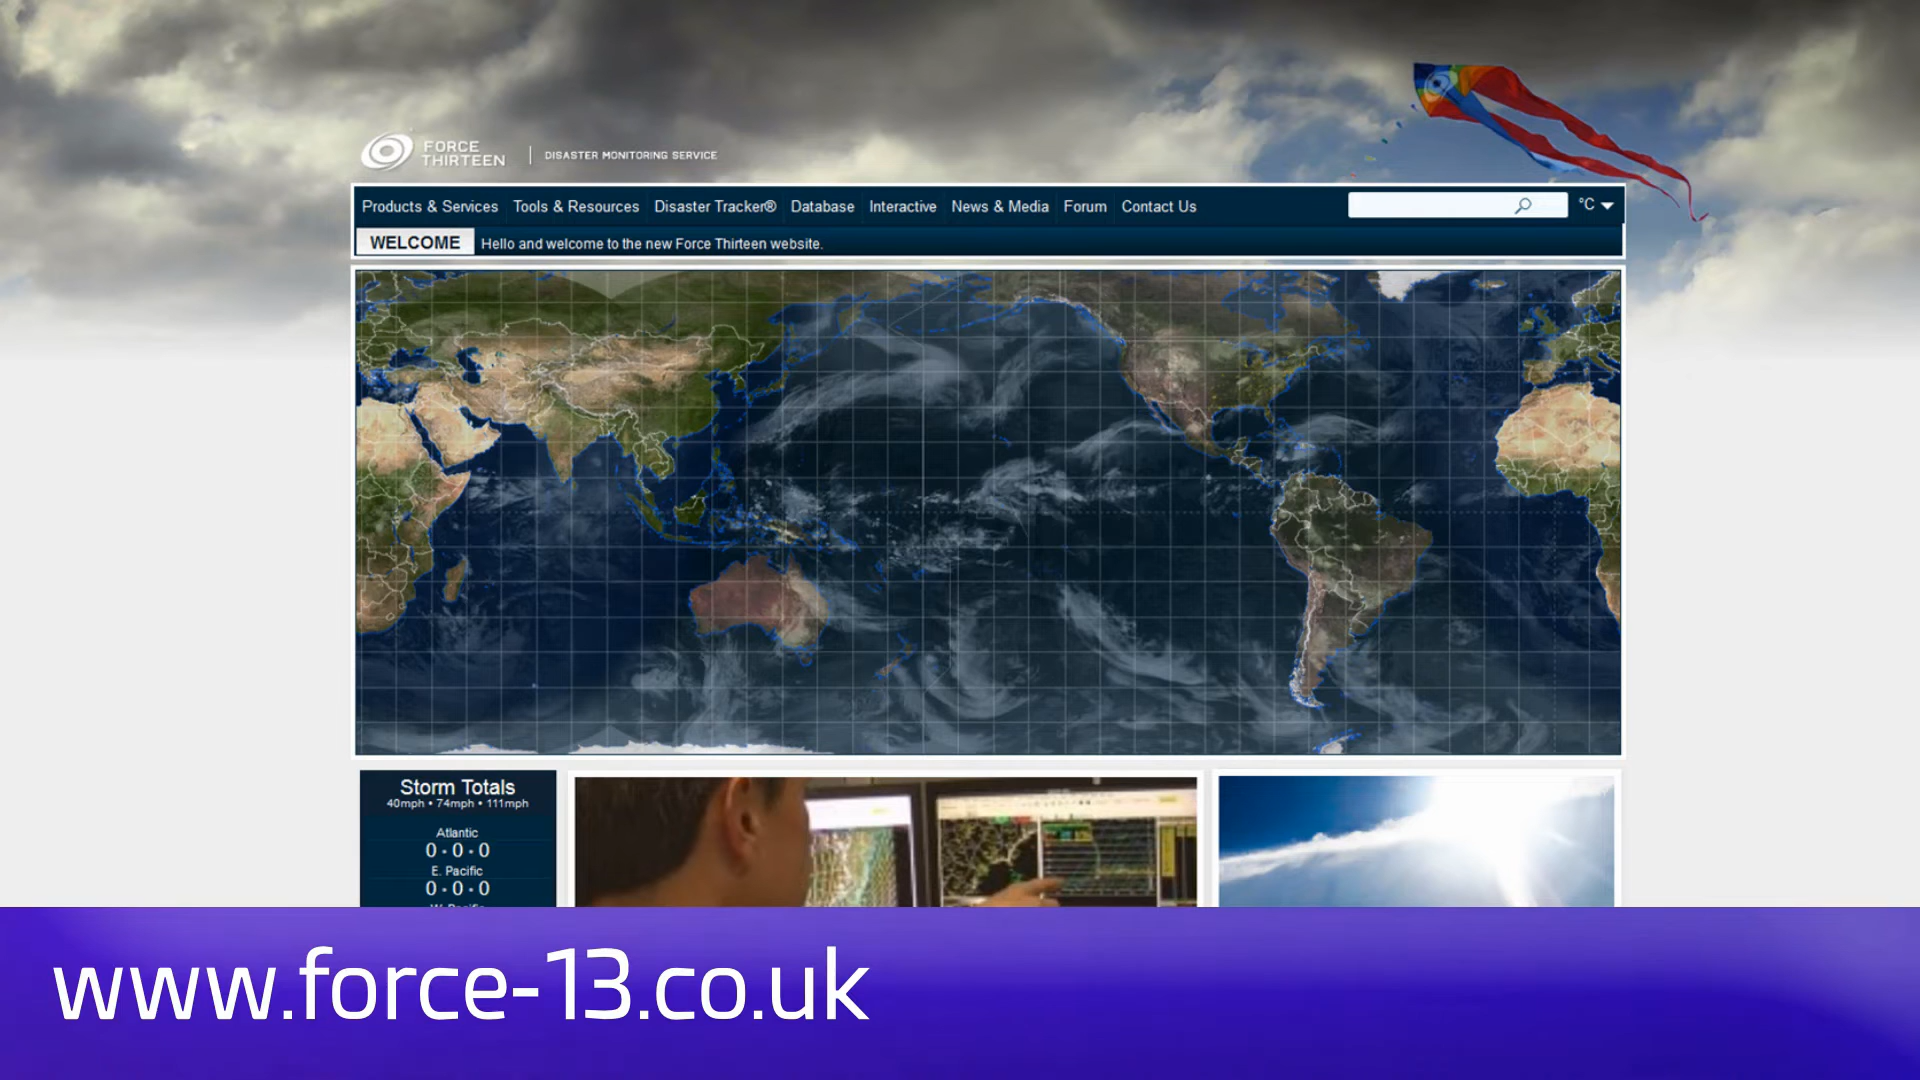 FORCE
THIRTEEN
DISASTER MONITORING SERVICE
Products & Services Tools & Resources Disaster Tracker® Database Interactive News & Media Forum Contact Us °C
WELCOME Hello and welcome to the new Force Thirteen website.
Storm Totals
40mph • 74mph • 111mph
Atlantic
0 - 0 - 0
E. Pacific
0 - 0 - 0
W. Pacific
www.force-13.co.uk